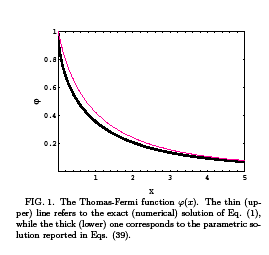 1
0.8
0.6
0.4
0.2
φ
1 2 3 4 5
x
FIG. 1. The Thomas-Fermi function φ(x). The thin (up-
per) line refers to the exact (numerical) solution of Eq. (1),
while the thick (lower) one corresponds to the parametric so-
lution reported in Eqs. (39).